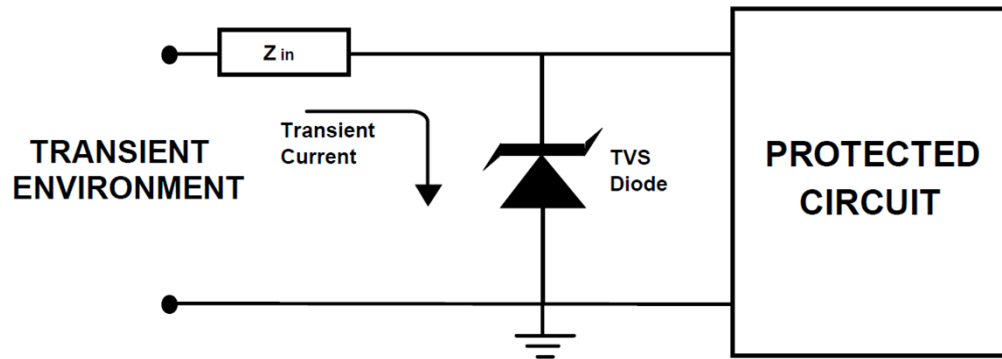 Z in
Transient
Current
TRANSIENT
ENVIRONMENT
TVS
Diode
PROTECTED
CIRCUIT